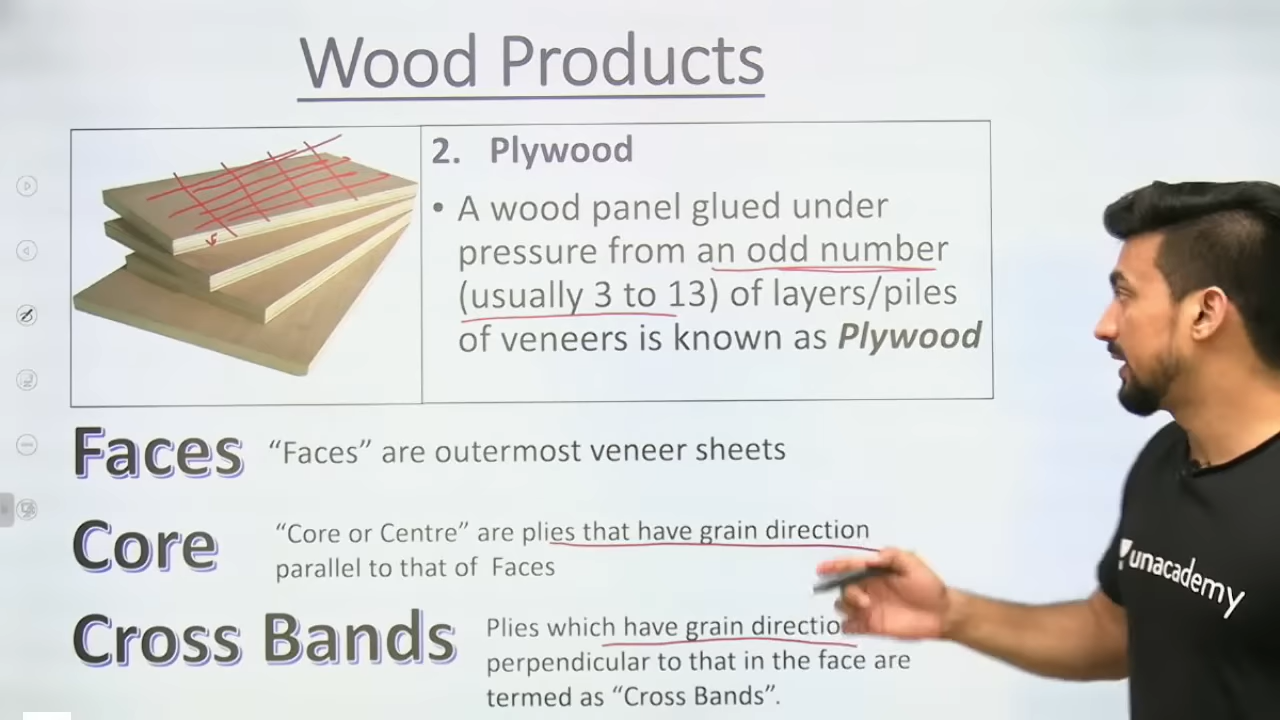 Wood Products
2. Plywood
• A wood panel glued under
pressure from an odd number
(usually 3 to 13) of layers/piles
of veneers is known as Plywood
Faces "Faces" are outermost veneer sheets
Core "Core or Centre" are plies that have grain direction
parallel to that of Faces
Cross Bands Plies which have grain directio
perpendicular to that in the face are
termed as "Cross Bands".
unacademy